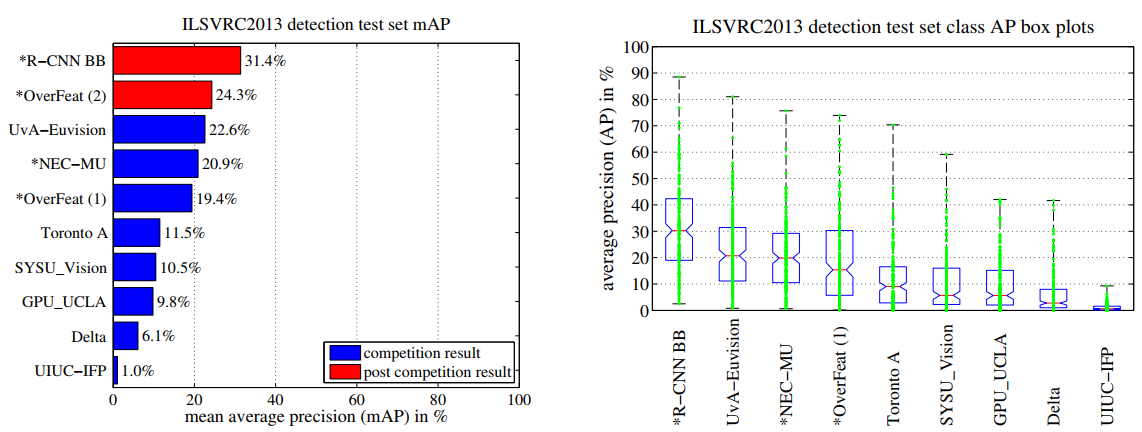 ILSVRC2013 detection test set mAP
*R−CNN BB
31.4%
*OverFeat (2)
24.3%
UvA−Euvision
22.6%
*NEC−MU
20.9%
*OverFeat (1)
19.4%
Toronto A
11.5%
SYSU_Vision
10.5%
GPU_UCLA
9.8%
Delta
6.1%
UIUC−IFP
1.0%
competition result
post competition result
0 20 40 60 80 100
mean average precision (mAP) in %
ILSVRC2013 detection test set class AP box plots
average precision (AP) in %
100
90
80
70
60
50
40
30
20
10
0
*R−CNN BB
UvA−Euvision
*NEC−MU
*OverFeat (1)
Toronto A
SYSU_Vision
GPU_UCLA
Delta
UIUC−IFP